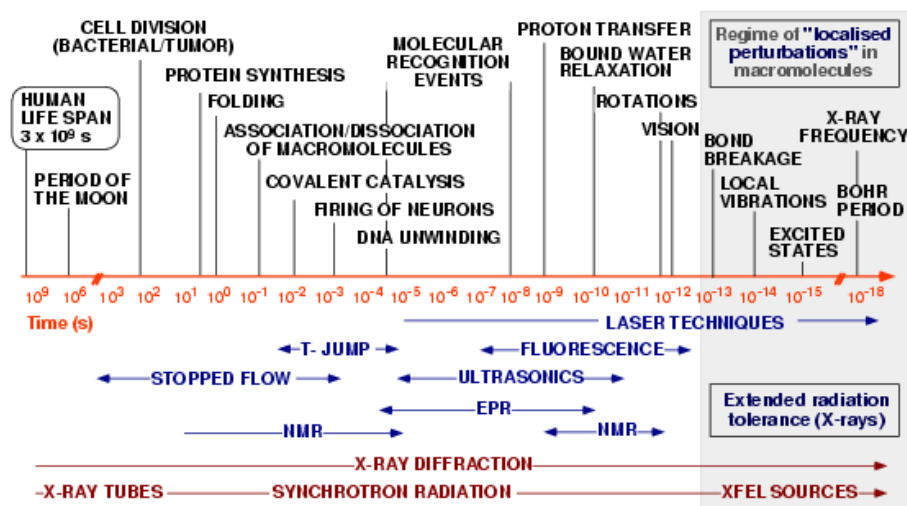 CELL DIVISION
(BACTERIAL/TUMOR)
PROTEIN SYNTHESIS
FOLDING
HUMAN
LIFE SPAN
3 x 10⁹ s
ASSOCIATION/DISSOCIATION
OF MACROMOLECULES
PERIOD OF
THE MOON
COVALENT CATALYSIS
FIRING OF NEURONS
DNA UNWINDING
MOLECULAR
RECOGNITION
EVENTS
PROTON TRANSFER
BOUND WATER
RELAXATION
ROTATIONS
VISION
Regime of "localised
perturbations" in
macromolecules
X-RAY
FREQUENCY
BOND
BREAKAGE
LOCAL
VIBRATIONS
BOHR
PERIOD
EXCITED
STATES
10⁹ 10⁶ 10³ 10² 10¹ 10⁰ 10⁻¹ 10⁻² 10⁻³ 10⁻⁴ 10⁻⁵ 10⁻⁶ 10⁻⁷ 10⁻⁸ 10⁻⁹ 10⁻¹⁰ 10⁻¹¹ 10⁻¹² 10⁻¹³ 10⁻¹⁴ 10⁻¹⁵ 10⁻¹⁸
Time (s)
LASER TECHNIQUES
T- JUMP
FLUORESCENCE
STOPPED FLOW
ULTRASONICS
EPR
NMR
NMR
Extended radiation
tolerance (X-rays)
X-RAY DIFFRACTION
X-RAY TUBES
SYNCHROTRON RADIATION
XFEL SOURCES